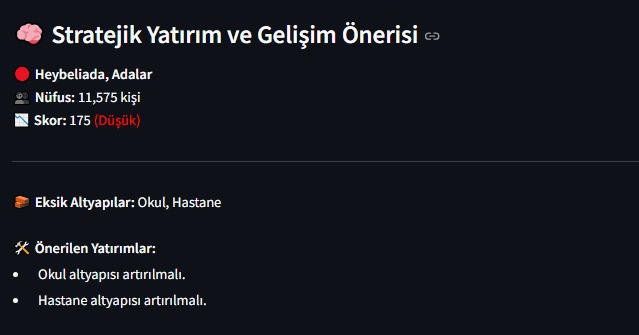 🧠 Stratejik Yatırım ve Gelişim Önerisi
🔴 Heybeliada, Adalar
👥 Nüfus: 11,575 kişi
📉 Skor: 175 (Düşük)
🧱 Eksik Altyapılar: Okul, Hastane
🛠️ Önerilen Yatırımlar:
• Okul altyapısı artırılmalı.
• Hastane altyapısı artırılmalı.